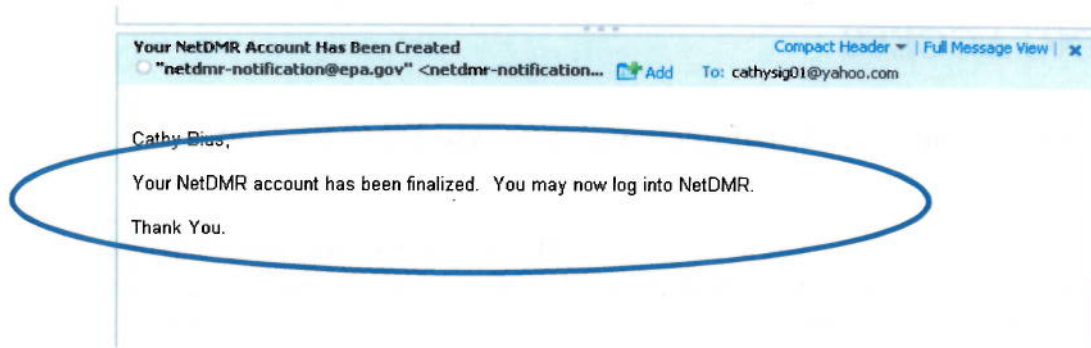 Your NetDMR Account Has Been Created
Compact Header | Full Message View |
"netdmr-notification@epa.gov" <netdmr-notification... Add To: cathysig01@yahoo.com
Cathy Bius,
Your NetDMR account has been finalized. You may now log into NetDMR.
Thank You.